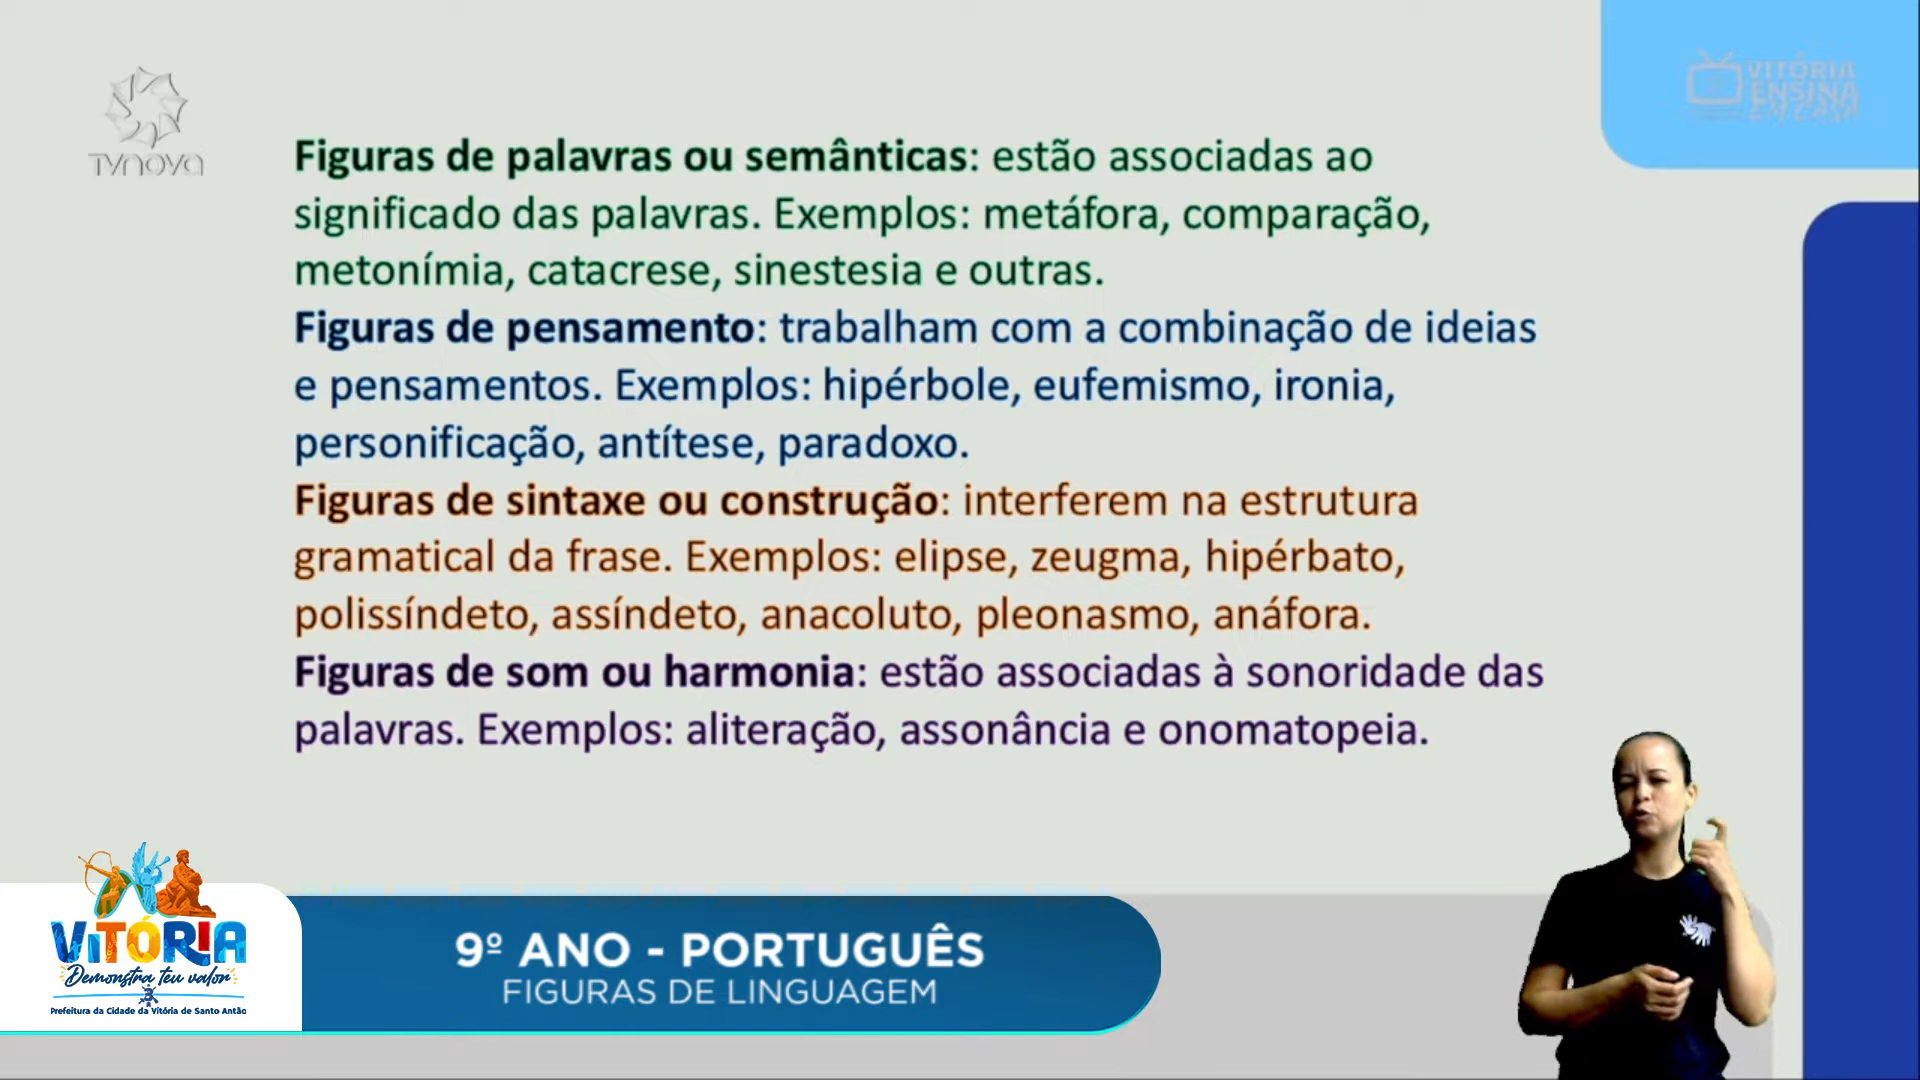 TVNOVA
VITÓRIA
ENSINA
EM CASA
Figuras de palavras ou semânticas: estão associadas ao
significado das palavras. Exemplos: metáfora, comparação,
metonímia, catacrese, sinestesia e outras.
Figuras de pensamento: trabalham com a combinação de ideias
e pensamentos. Exemplos: hipérbole, eufemismo, ironia,
personificação, antítese, paradoxo.
Figuras de sintaxe ou construção: interferem na estrutura
gramatical da frase. Exemplos: elipse, zeugma, hipérbato,
polissíndeto, assíndeto, anacoluto, pleonasmo, anáfora.
Figuras de som ou harmonia: estão associadas à sonoridade das
palavras. Exemplos: aliteração, assonância e onomatopeia.
VITÓRIA
Demonstra teu valor
Prefeitura da Cidade da Vitória de Santo Antão
9º ANO - PORTUGUÊS
FIGURAS DE LINGUAGEM